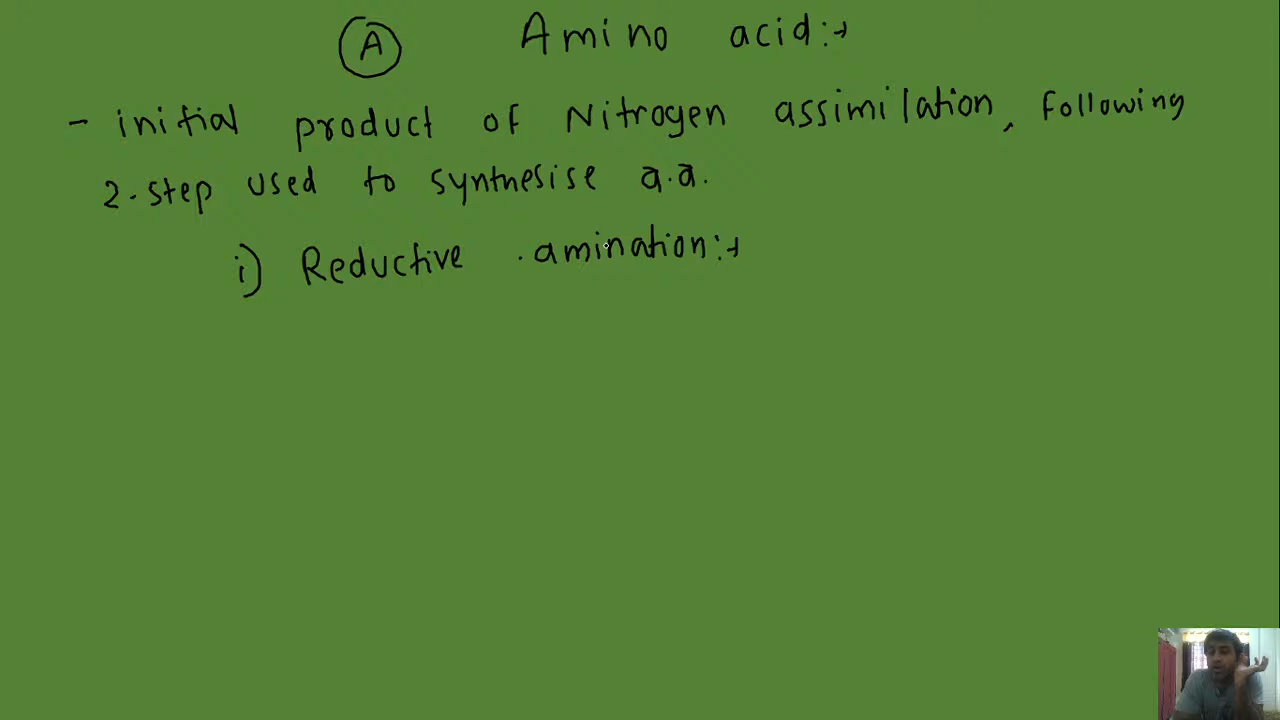 A Amino acid:→
- initial product of Nitrogen assimilation, Following
2. step used to synthesise a.a.
i) Reductive amination:→